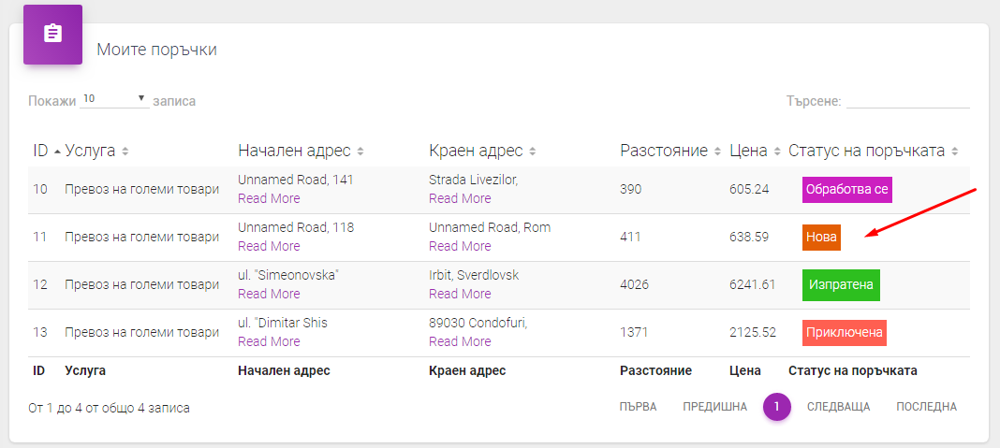 Моите поръчки
Покажи 10 записа Търсене:
ID Услуга Начален адрес Краен адрес Разстояние Цена Статус на поръчката
10 Превоз на големи товари Unnamed Road, 141 Read More Strada Livezilor, Read More 390 605.24 Обработва се
11 Превоз на големи товари Unnamed Road, 118 Read More Unnamed Road, Rom Read More 411 638.59 Нова
12 Превоз на големи товари ul. "Simeonovska" Read More Irbit, Sverdlovsk Read More 4026 6241.61 Изпратена
13 Превоз на големи товари ul. "Dimitar Shis Read More 89030 Condofuri, Read More 1371 2125.52 Приключена
ID Услуга Начален адрес Краен адрес Разстояние Цена Статус на поръчката
От 1 до 4 от общо 4 записа ПЪРВА ПРЕДИШНА 1 СЛЕДВАЩА ПОСЛЕДНА